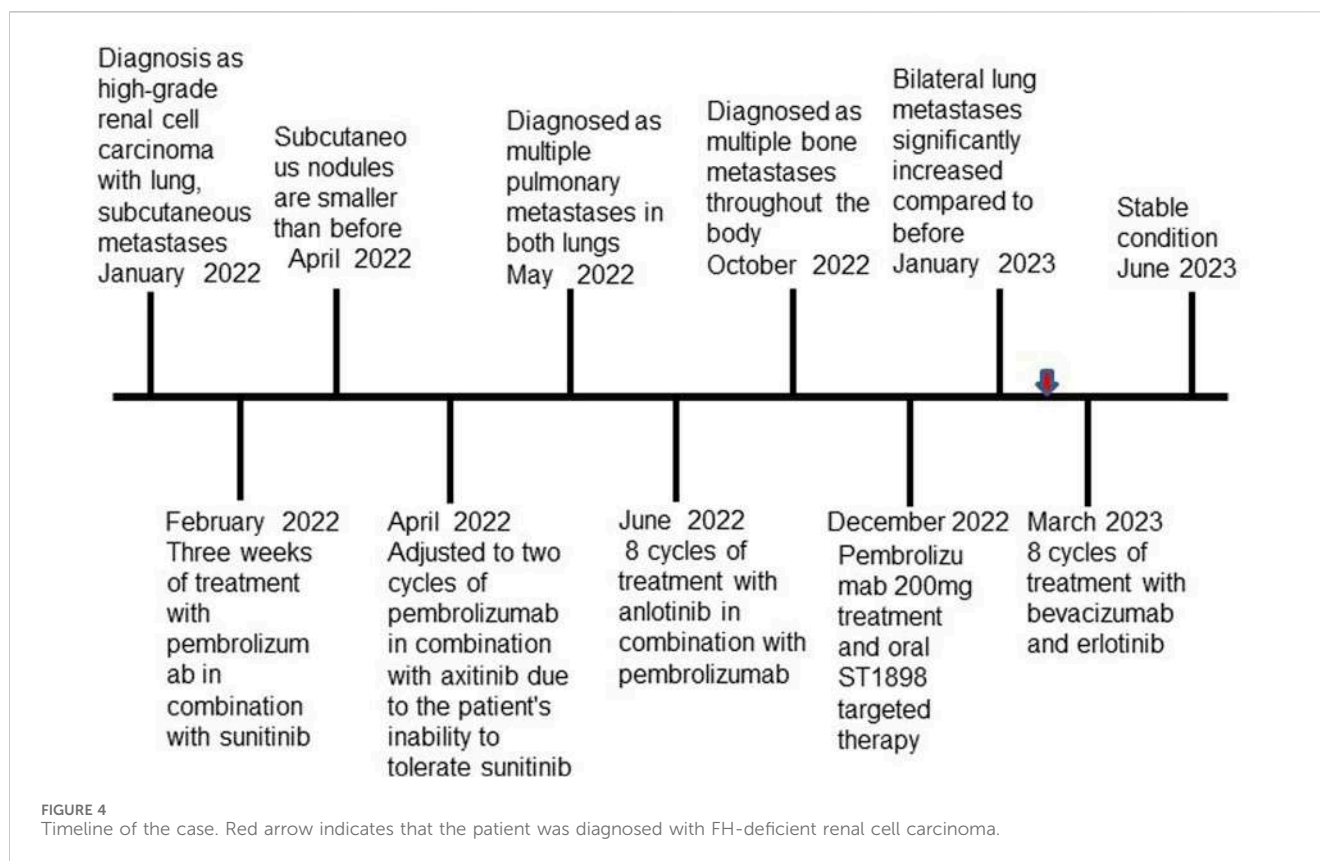 Diagnosis as
high-grade
renal cell
carcinoma
with lung,
subcutaneous
metastases
January 2022
Subcutaneo
us nodules
are smaller
than before
April 2022
Diagnosed as
multiple
pulmonary
metastases in
both lungs
May 2022
Diagnosed as
multiple bone
metastases
throughout the
body
October 2022
Bilateral lung
metastases
significantly
increased
compared to
before
January 2023
Stable
condition
June 2023
February 2022
Three weeks
of treatment
with
pembrolizum
ab in
combination
with sunitinib
April 2022
Adjusted to two
cycles of
pembrolizumab
in combination
with axitinib due
to the patient's
inability to
tolerate sunitinib
June 2022
8 cycles of
treatment with
anlotinib in
combination with
pembrolizumab
December 2022
Pembrolizu
mab 200mg
treatment
and oral
ST1898
targeted
therapy
March 2023
8 cycles of
treatment with
bevacizumab
and erlotinib
FIGURE 4
Timeline of the case. Red arrow indicates that the patient was diagnosed with FH-deficient renal cell carcinoma.